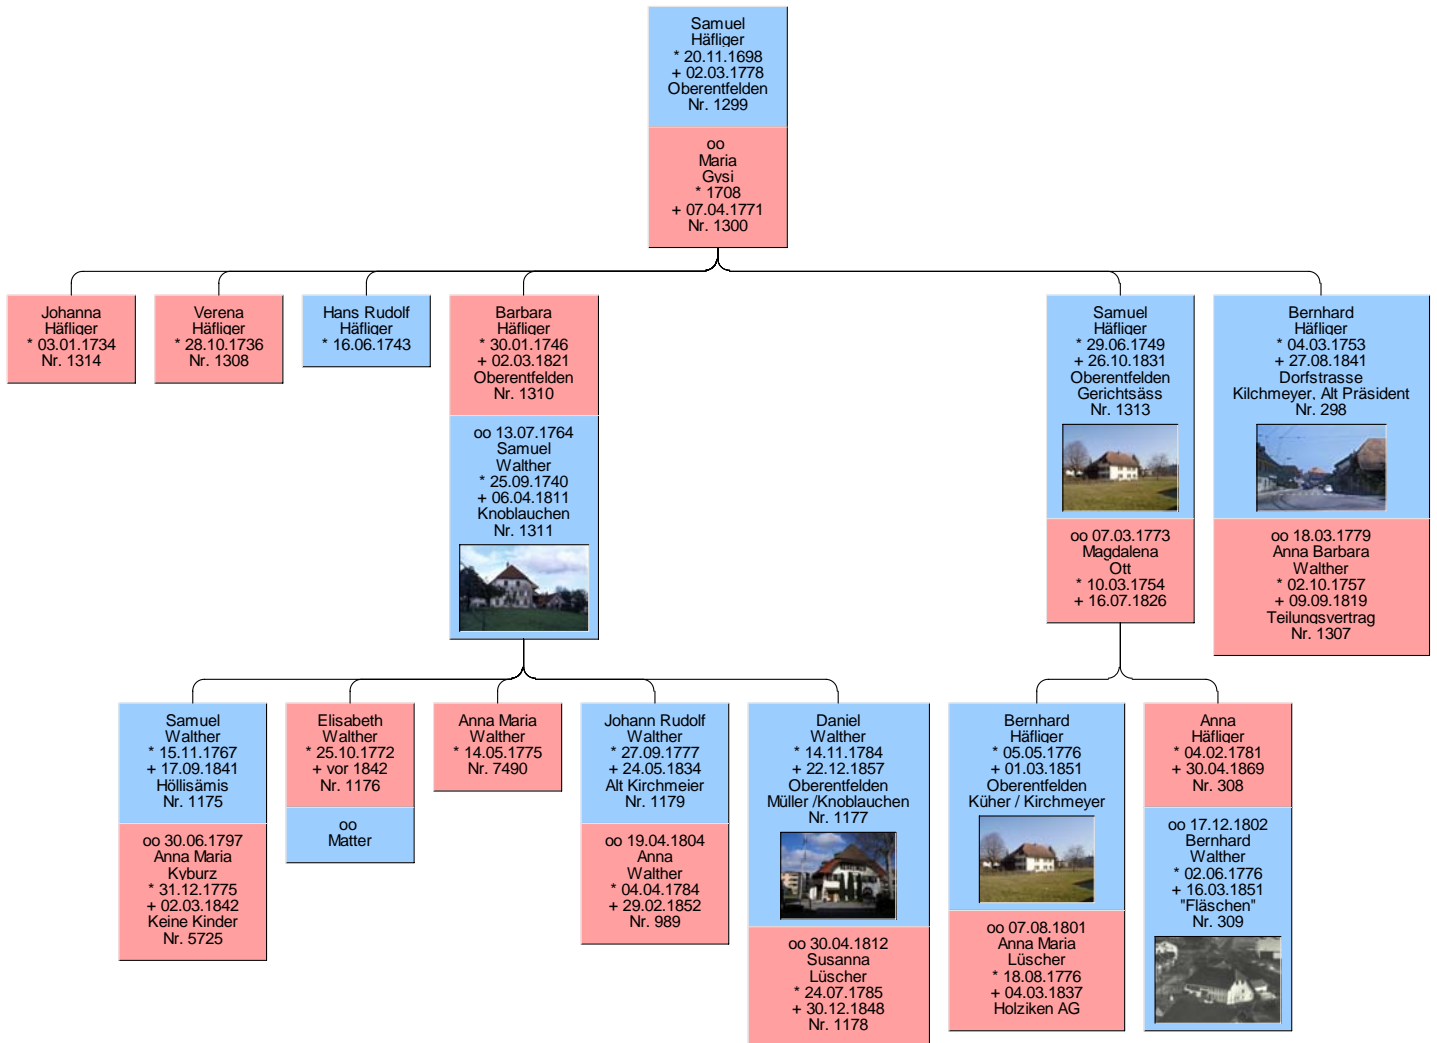 Samuel
Häfliger
* 20.11.1698
+ 02.03.1778
Oberentfelden
Nr. 1299
oo
Maria
Gysi
* 1708
+ 07.04.1771
Nr. 1300
Johanna
Häfliger
* 03.01.1734
Nr. 1314
Verena
Häfliger
* 28.10.1736
Nr. 1308
Hans Rudolf
Häfliger
* 16.06.1743
Barbara
Häfliger
* 30.01.1746
+ 02.03.1821
Oberentfelden
Nr. 1310
oo 13.07.1764
Samuel
Walther
* 25.09.1740
+ 06.04.1811
Knoblauchen
Nr. 1311
Samuel
Häfliger
* 29.06.1749
+ 26.10.1831
Oberentfelden
Gerichtsäss
Nr. 1313
oo 07.03.1773
Magdalena
Ott
* 10.03.1754
+ 16.07.1826
Bernhard
Häfliger
* 04.03.1753
+ 27.08.1841
Dorfstrasse
Kilchmeyer, Alt Präsident
Nr. 298
oo 18.03.1779
Anna Barbara
Walther
* 02.10.1757
+ 09.09.1819
Teilungsvertrag
Nr. 1307
Samuel
Walther
* 15.11.1767
+ 17.09.1841
Höllisämis
Nr. 1175
oo 30.06.1797
Anna Maria
Kyburz
* 31.12.1775
+ 02.03.1842
Keine Kinder
Nr. 5725
Elisabeth
Walther
* 25.10.1772
+ vor 1842
Nr. 1176
oo
Matter
Anna Maria
Walther
* 14.05.1775
Nr. 7490
Johann Rudolf
Walther
* 27.09.1777
+ 24.05.1834
Alt Kirchmeier
Nr. 1179
oo 19.04.1804
Anna
Walther
* 04.04.1784
+ 29.02.1852
Nr. 989
Daniel
Walther
* 14.11.1784
+ 22.12.1857
Oberentfelden
Müller /Knoblauchen
Nr. 1177
oo 30.04.1812
Susanna
Lüscher
* 24.07.1785
+ 30.12.1848
Nr. 1178
Bernhard
Häfliger
* 05.05.1776
+ 01.03.1851
Oberentfelden
Küher / Kirchmeyer
oo 07.08.1801
Anna Maria
Lüscher
* 18.08.1776
+ 04.03.1837
Holziken AG
Anna
Häfliger
* 04.02.1781
+ 30.04.1869
Nr. 308
oo 17.12.1802
Bernhard
Walther
* 02.06.1776
+ 16.03.1851
"Fläschen"
Nr. 309